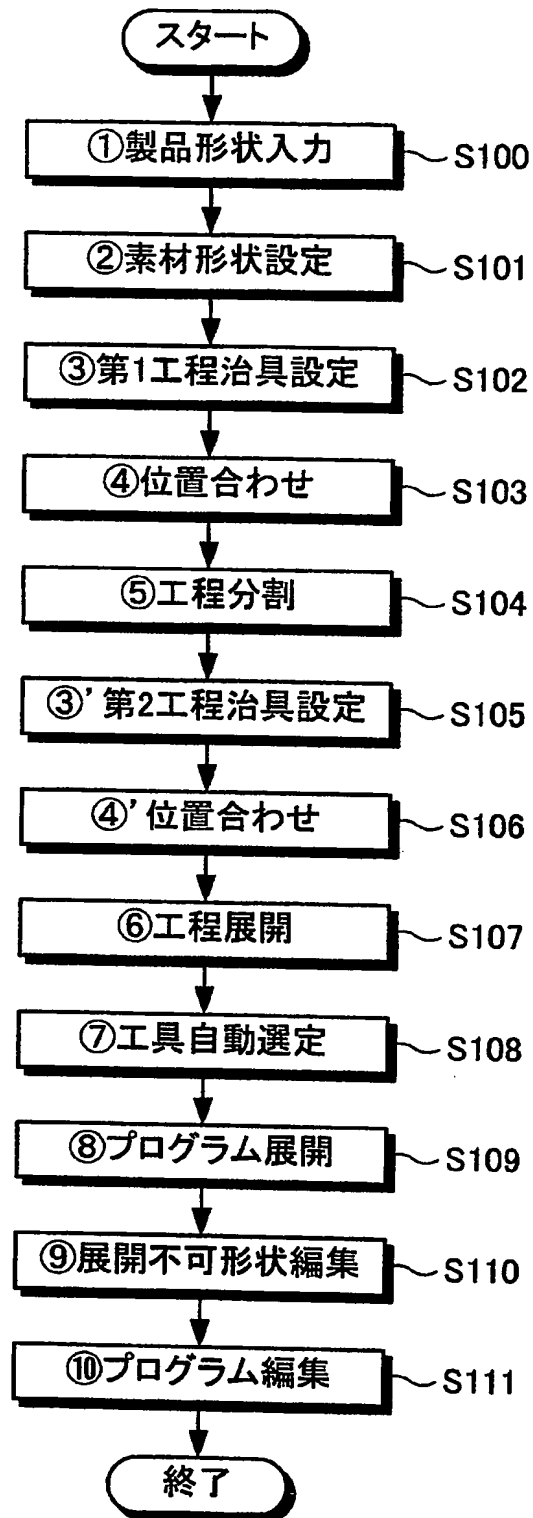 スタート
①製品形状入力 S100
②素材形状設定 S101
③第1工程治具設定 S102
④位置合わせ S103
⑤工程分割 S104
③'第2工程治具設定 S105
④'位置合わせ S106
⑥工程展開 S107
⑦工具自動選定 S108
⑧プログラム展開 S109
⑨展開不可形状編集 S110
⑩プログラム編集 S111
終了